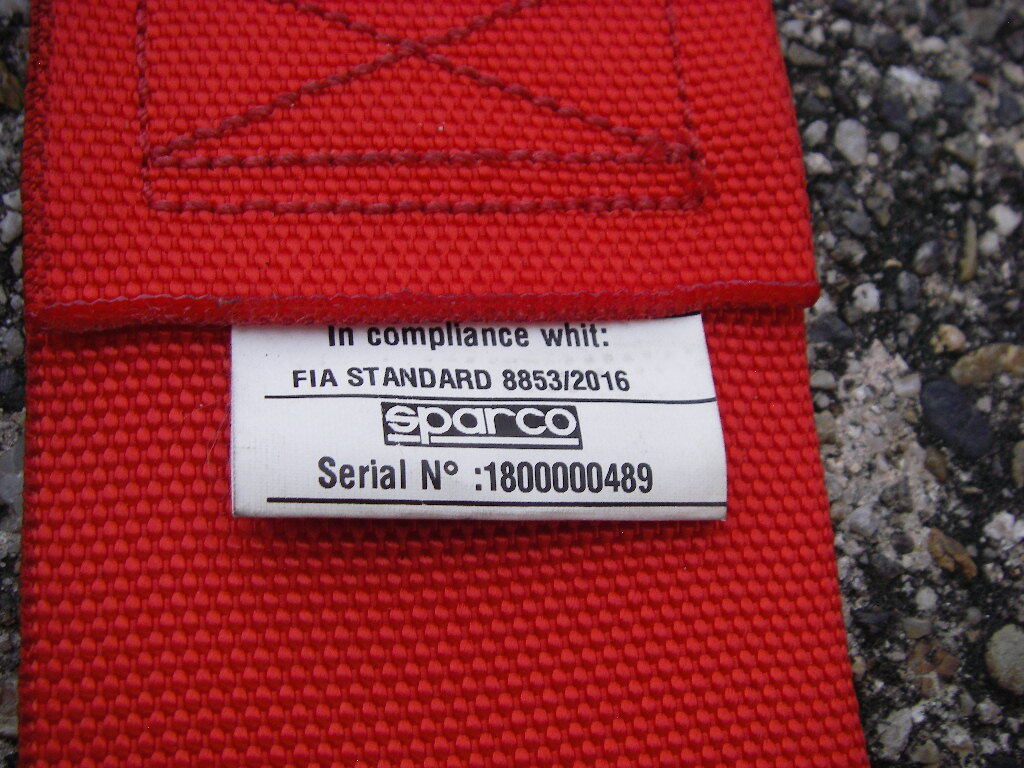 In compliance whit:
FIA STANDARD 8853/2016
sparco
Serial N° :1800000489